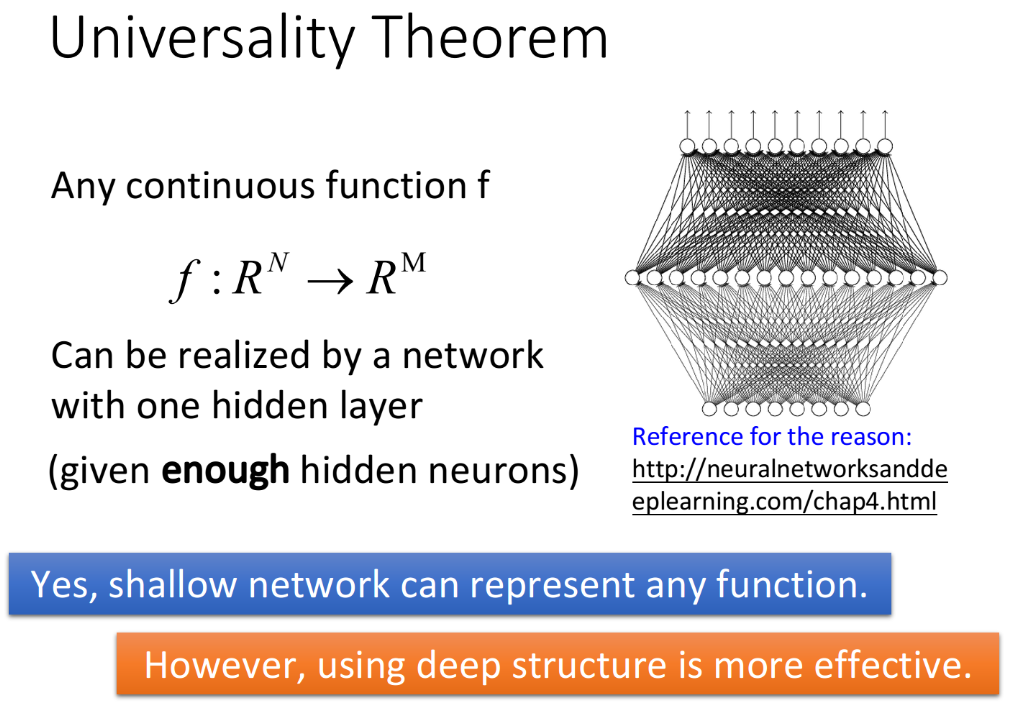 Universality Theorem
Any continuous function f
f : R^N → R^M
Can be realized by a network
with one hidden layer
(given enough hidden neurons)
Reference for the reason:
http://neuralnetworksandde
eplearning.com/chap4.html
Yes, shallow network can represent any function.
However, using deep structure is more effective.